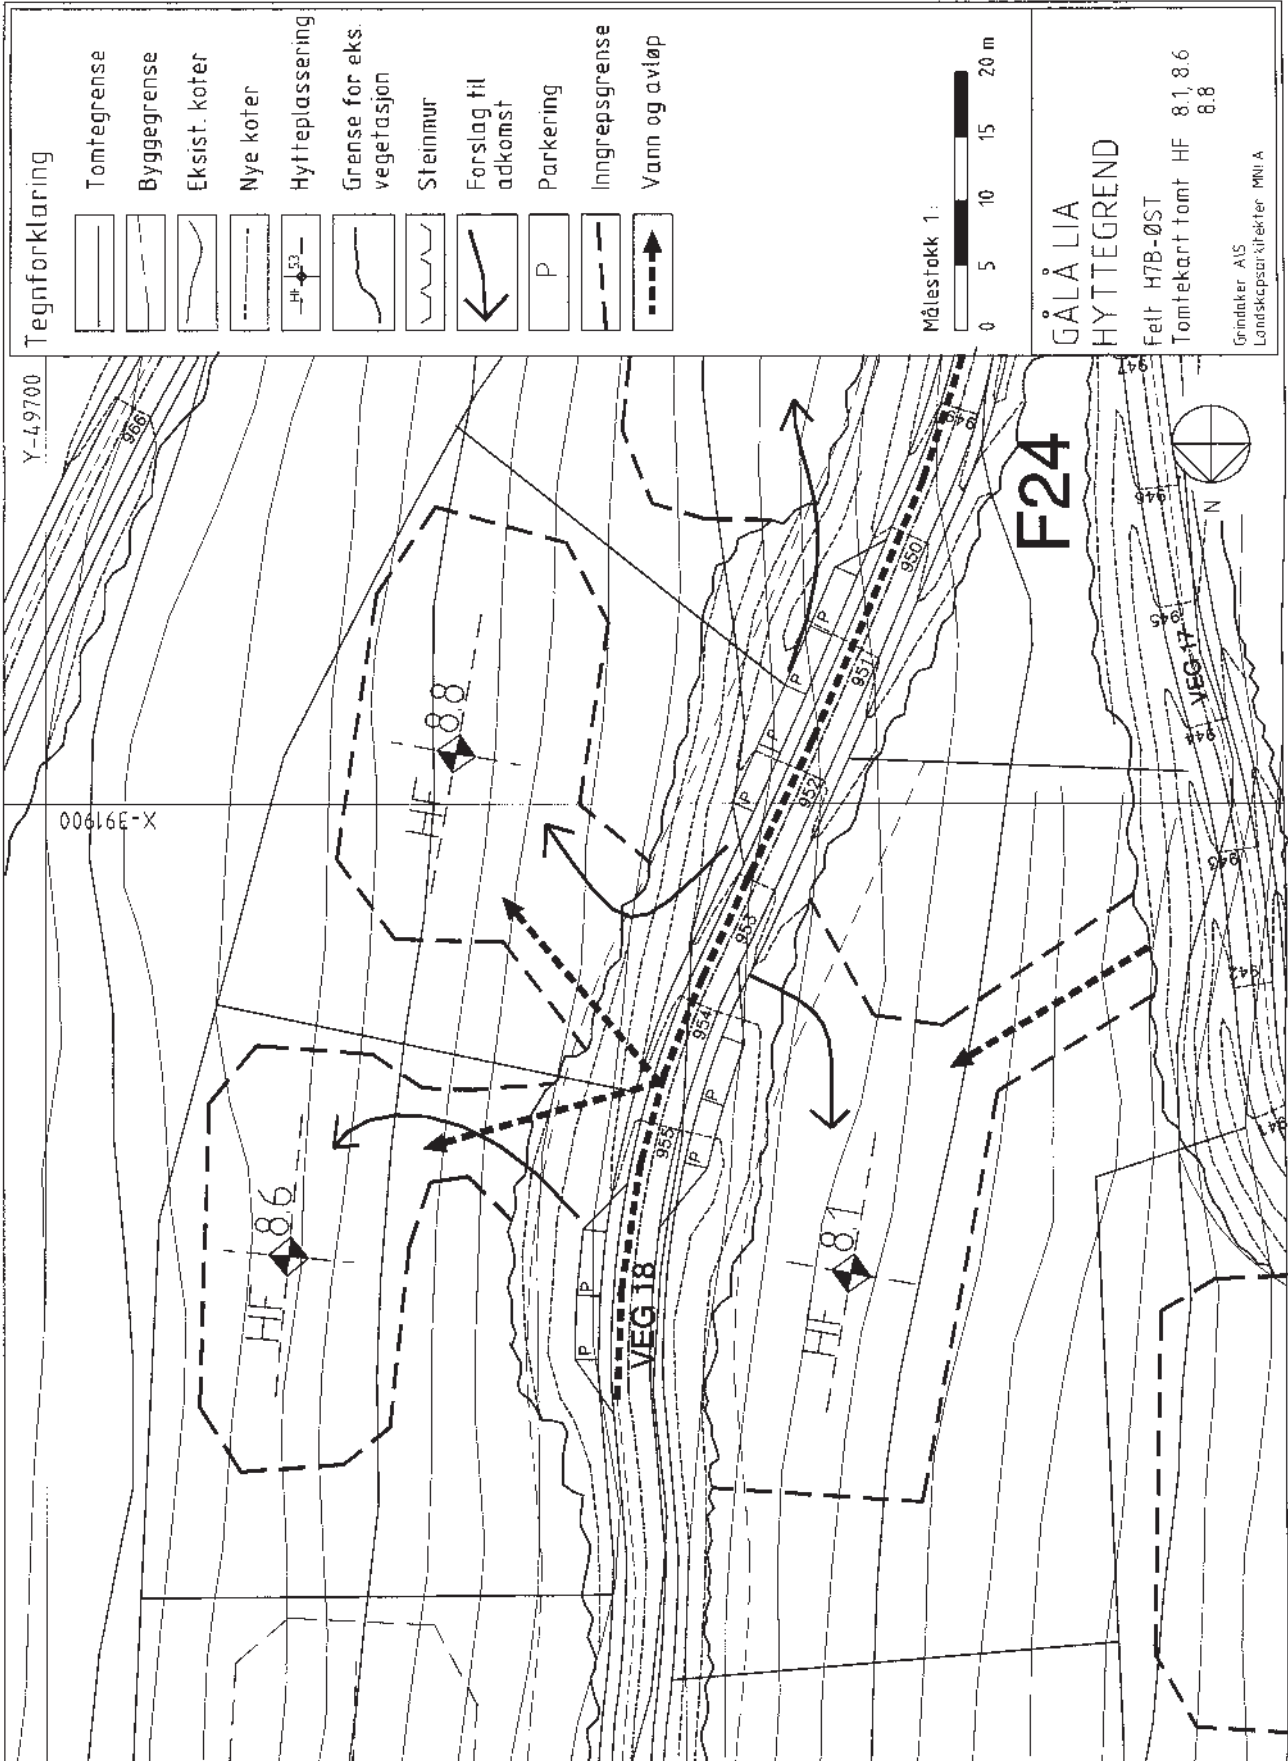 Tegnforklaring
Tomtegrense
Byggegrense
Eksist. koter
Nye koter
Hytteplassering
Grense for eks.
vegetasjon
Steinmur
Forslag til
adkomst
P
Parkering
Inngrepsgrense
Vann og avløp
Målestokk 1:
0 5 10 15 20 m
GÅLÅ LIA
HYTTEGREND
Felt H7B-ØST
Tomtekart tomt HF 8.1, 8.6
8.8
Grindaker A/S
Landskapsarkitekter MNLA
Y-49700
X-391900
966
HF 8.8
HF 8.6
HF 8.1
VEG 18
955
954
953
952
951
950
949
P
P
P
P
P
P
P
P
P
F24
N
VEG 17
947
946
945
944
943
942
941